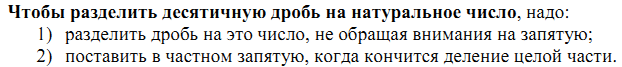 Чтобы разделить десятичную дробь на натуральное число, надо:
1) разделить дробь на это число, не обращая внимания на запятую;
2) поставить в частном запятую, когда кончится деление целой части.